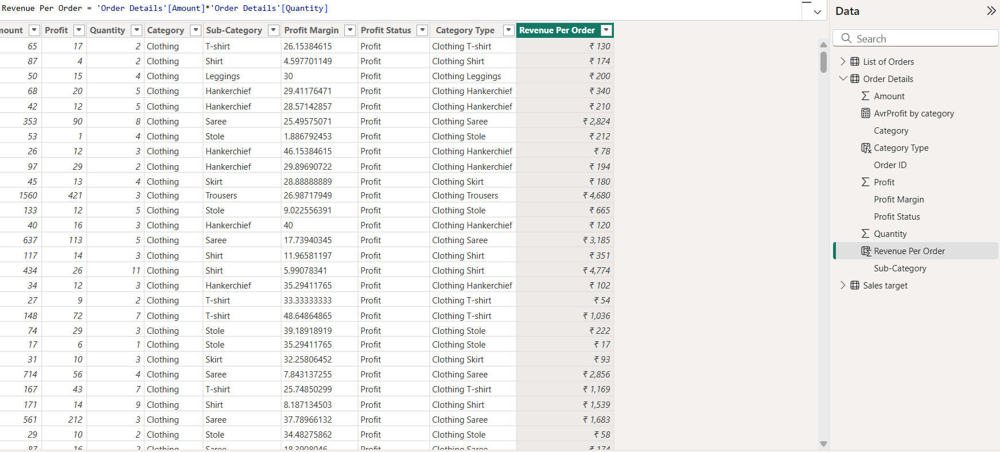 Revenue Per Order = 'Order Details'[Amount]*'Order Details'[Quantity]
mount Profit Quantity Category Sub-Category Profit Margin Profit Status Category Type Revenue Per Order
65 17 2 Clothing T-shirt 26.15384615 Profit Clothing T-shirt ₹ 130
87 4 2 Clothing Shirt 4.597701149 Profit Clothing Shirt ₹ 174
50 15 4 Clothing Leggings 30 Profit Clothing Leggings ₹ 200
68 20 5 Clothing Hankerchief 29.41176471 Profit Clothing Hankerchief ₹ 340
42 12 5 Clothing Hankerchief 28.57142857 Profit Clothing Hankerchief ₹ 210
353 90 8 Clothing Saree 25.49575071 Profit Clothing Saree ₹ 2,824
53 1 4 Clothing Stole 1.886792453 Profit Clothing Stole ₹ 212
26 12 3 Clothing Hankerchief 46.15384615 Profit Clothing Hankerchief ₹ 78
97 29 2 Clothing Hankerchief 29.89690722 Profit Clothing Hankerchief ₹ 194
45 13 4 Clothing Skirt 28.88888889 Profit Clothing Skirt ₹ 180
1560 421 3 Clothing Trousers 26.98717949 Profit Clothing Trousers ₹ 4,680
133 12 5 Clothing Stole 9.022556391 Profit Clothing Stole ₹ 665
40 16 3 Clothing Hankerchief 40 Profit Clothing Hankerchief ₹ 120
637 113 5 Clothing Saree 17.73940345 Profit Clothing Saree ₹ 3,185
117 14 3 Clothing Shirt 11.96581197 Profit Clothing Shirt ₹ 351
434 26 11 Clothing Shirt 5.99078341 Profit Clothing Shirt ₹ 4,774
34 12 3 Clothing Hankerchief 35.29411765 Profit Clothing Hankerchief ₹ 102
27 9 2 Clothing T-shirt 33.33333333 Profit Clothing T-shirt ₹ 54
148 72 7 Clothing T-shirt 48.64864865 Profit Clothing T-shirt ₹ 1,036
74 29 3 Clothing Stole 39.18918919 Profit Clothing Stole ₹ 222
17 6 1 Clothing Stole 35.29411765 Profit Clothing Stole ₹ 17
31 10 3 Clothing Skirt 32.25806452 Profit Clothing Skirt ₹ 93
714 56 4 Clothing Saree 7.843137255 Profit Clothing Saree ₹ 2,856
167 43 7 Clothing T-shirt 25.74850299 Profit Clothing T-shirt ₹ 1,169
171 14 9 Clothing Shirt 8.187134503 Profit Clothing Shirt ₹ 1,539
561 212 3 Clothing Saree 37.78966132 Profit Clothing Saree ₹ 1,683
29 10 2 Clothing Stole 34.48275862 Profit Clothing Stole ₹ 58
87 16 2 Clothing Saree 18.3908046 Profit Clothing Saree ₹ 174
Data
Search
List of Orders
Order Details
Amount
AvrProfit by category
Category
Category Type
Order ID
Profit
Profit Margin
Profit Status
Quantity
Revenue Per Order
Sub-Category
Sales target